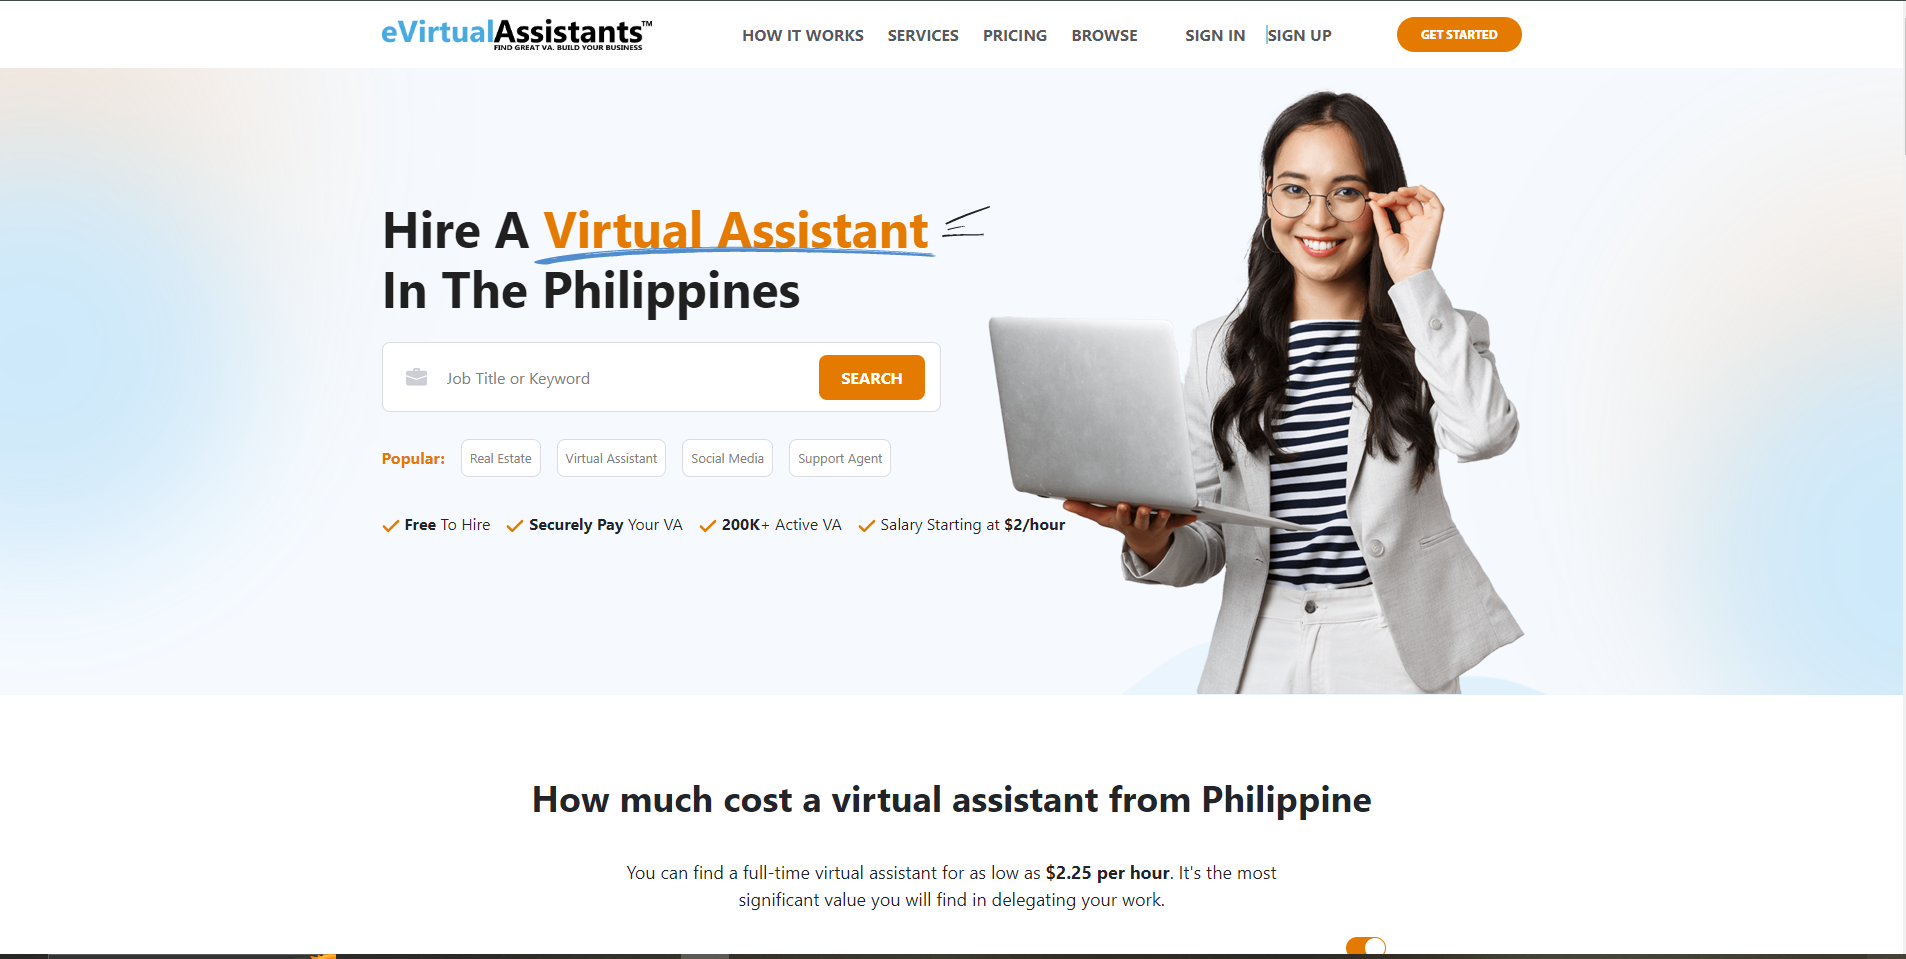 eVirtualAssistants™
FIND GREAT VA. BUILD YOUR BUSINESS
HOW IT WORKS
SERVICES
PRICING
BROWSE
SIGN IN
SIGN UP
GET STARTED
Hire A Virtual Assistant
In The Philippines
Job Title or Keyword
SEARCH
Popular:
Real Estate
Virtual Assistant
Social Media
Support Agent
Free To Hire
Securely Pay Your VA
200K+ Active VA
Salary Starting at $2/hour
How much cost a virtual assistant from Philippine
You can find a full-time virtual assistant for as low as $2.25 per hour. It's the most
significant value you will find in delegating your work.